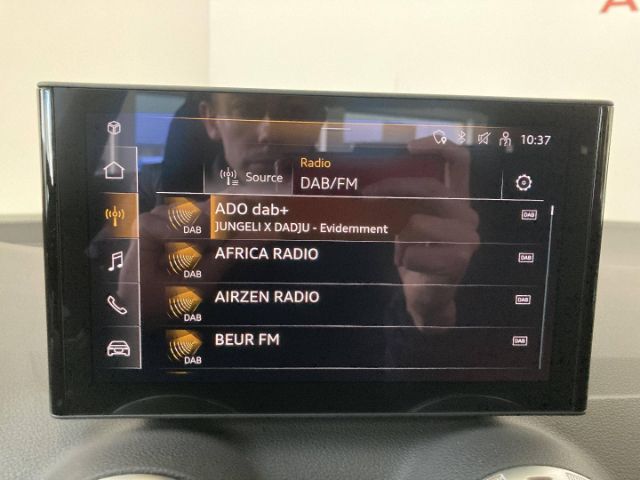 10:37
Radio
Source
DAB/FM
ADO dab+
JUNGELI X DADJU - Evidemment
DAB
DAB
AFRICA RADIO
DAB
DAB
AIRZEN RADIO
DAB
DAB
BEUR FM
DAB
DAB
A